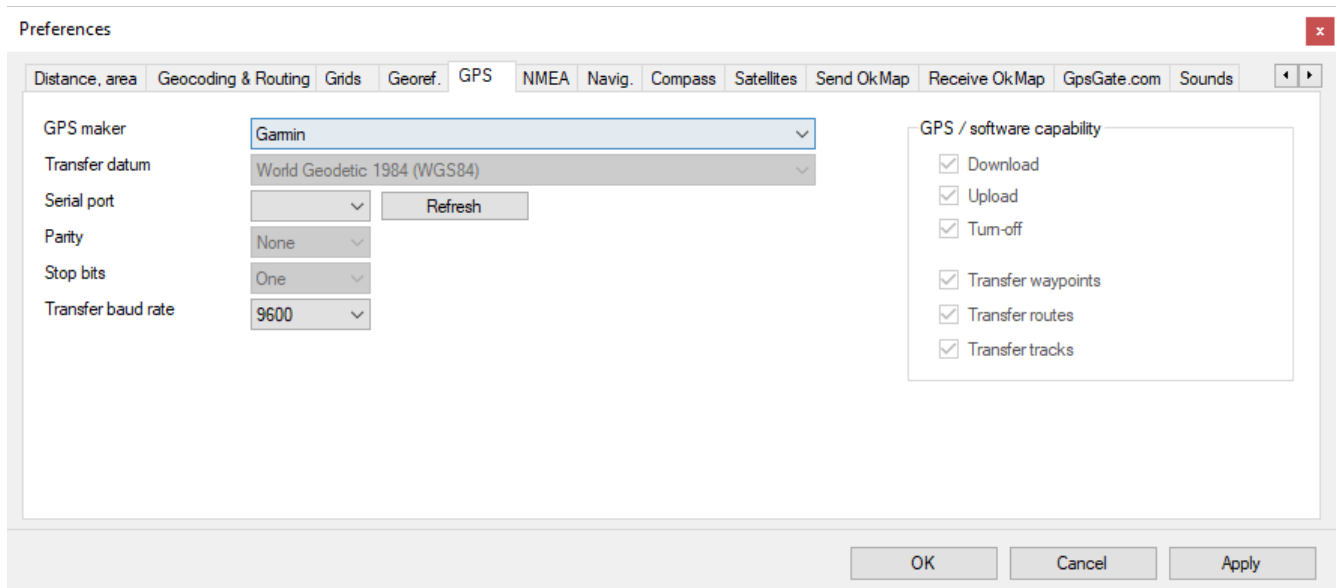 Preferences
x
Distance, area Geocoding & Routing Grids Georef. GPS NMEA Navig. Compass Satellites Send OkMap Receive OkMap GpsGate.com Sounds
GPS maker Garmin
Transfer datum World Geodetic 1984 (WGS84)
Serial port Refresh
Parity None
Stop bits One
Transfer baud rate 9600
GPS / software capability
Download
Upload
Turn-off
Transfer waypoints
Transfer routes
Transfer tracks
OK Cancel Apply